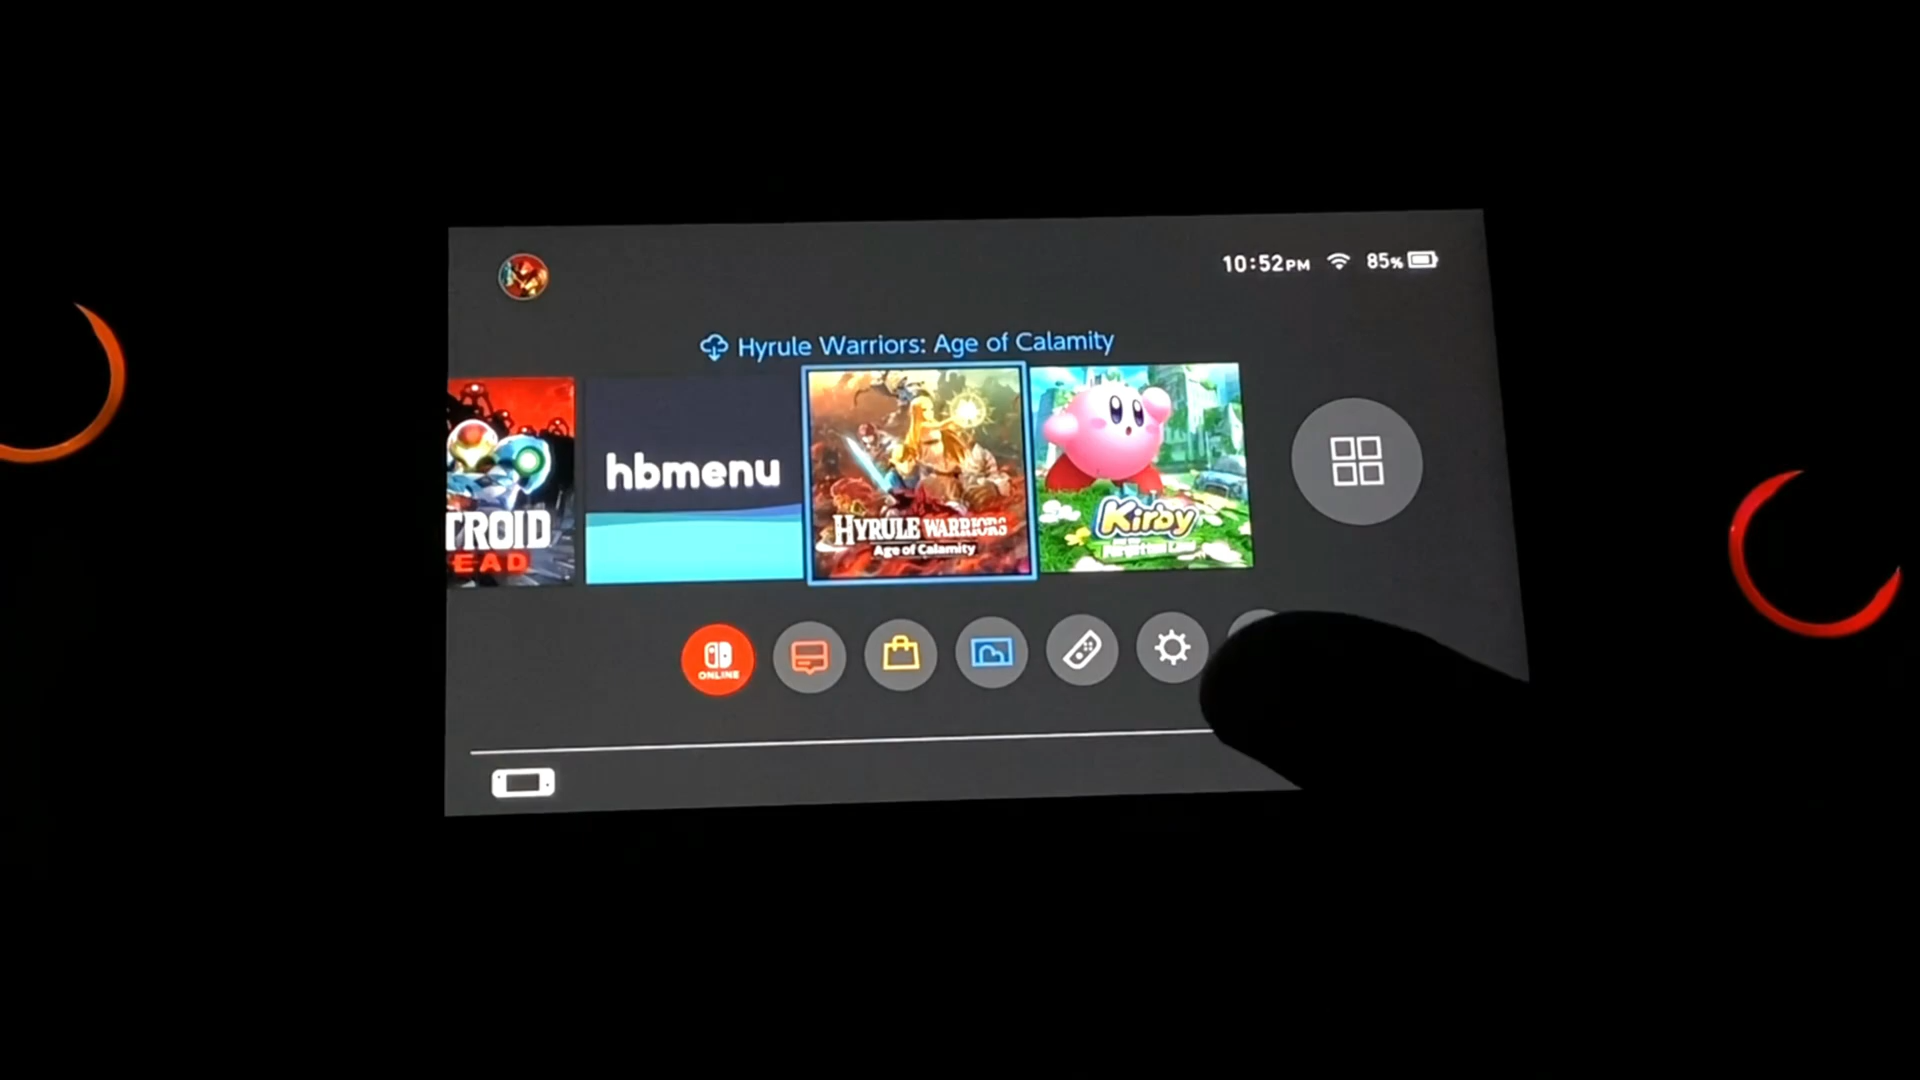 10:52PM 85%
Hyrule Warriors: Age of Calamity
TROID
EAD
hbmenu
HYRULE WARRIORS
Age of Calamity
Kirby
ONLINE